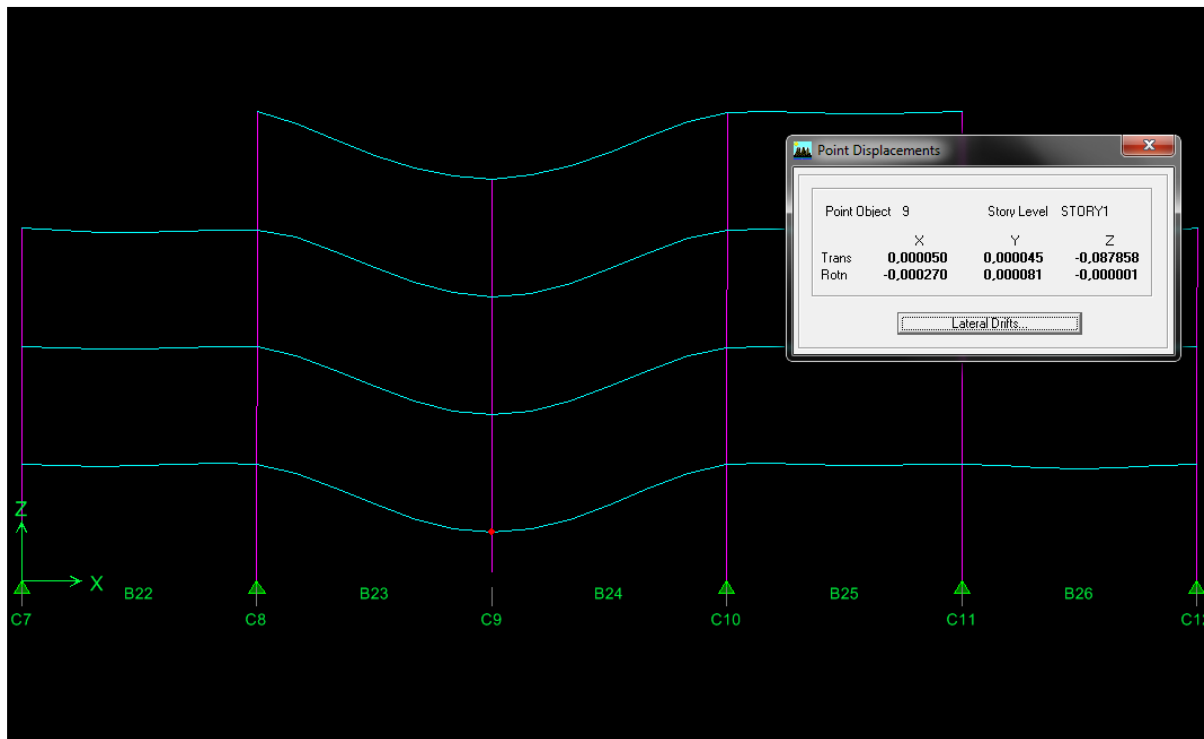 Point Displacements
Point Object 9 Story Level STORY1
X Y Z
Trans 0,000050 0,000045 -0,087858
Rotn -0,000270 0,000081 -0,000001
Lateral Drifts...
Z
X
B22 B23 B24 B25 B26
C7 C8 C9 C10 C11